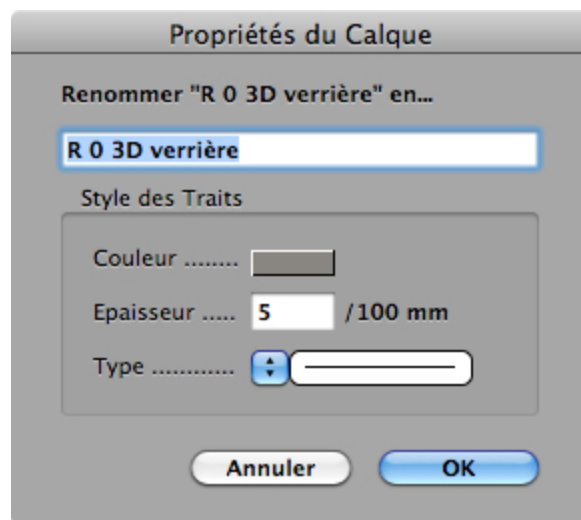 Propriétés du Calque
Renommer "R 0 3D verrière" en...
R 0 3D verrière
Style des Traits
Couleur ........
Epaisseur ..... 5 /100 mm
Type ............
Annuler OK